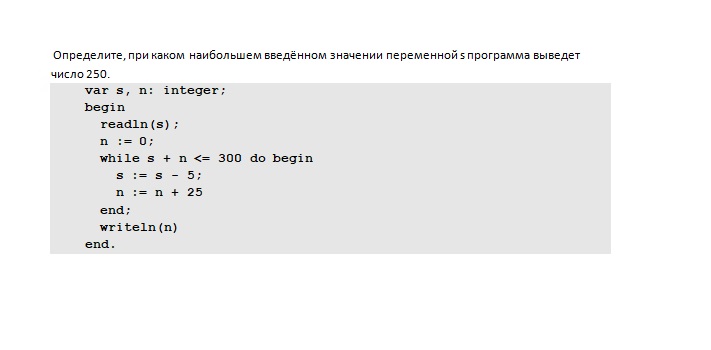 Определите, при каком наибольшем введённом значении переменной s программа выведет
число 250.
var s, n: integer;
begin
readln(s);
n := 0;
while s + n <= 300 do begin
s := s - 5;
n := n + 25
end;
writeln(n)
end.